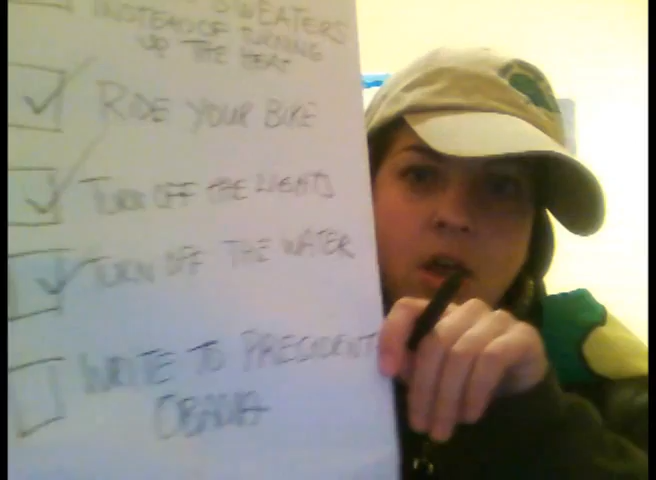 SWEATERS
INSTEAD OF TURNING
UP THE HEAT
RIDE YOUR BIKE
TURN OFF THE LIGHTS
TURN OFF THE WATER
WRITE TO PRECIDENT
OBAMA